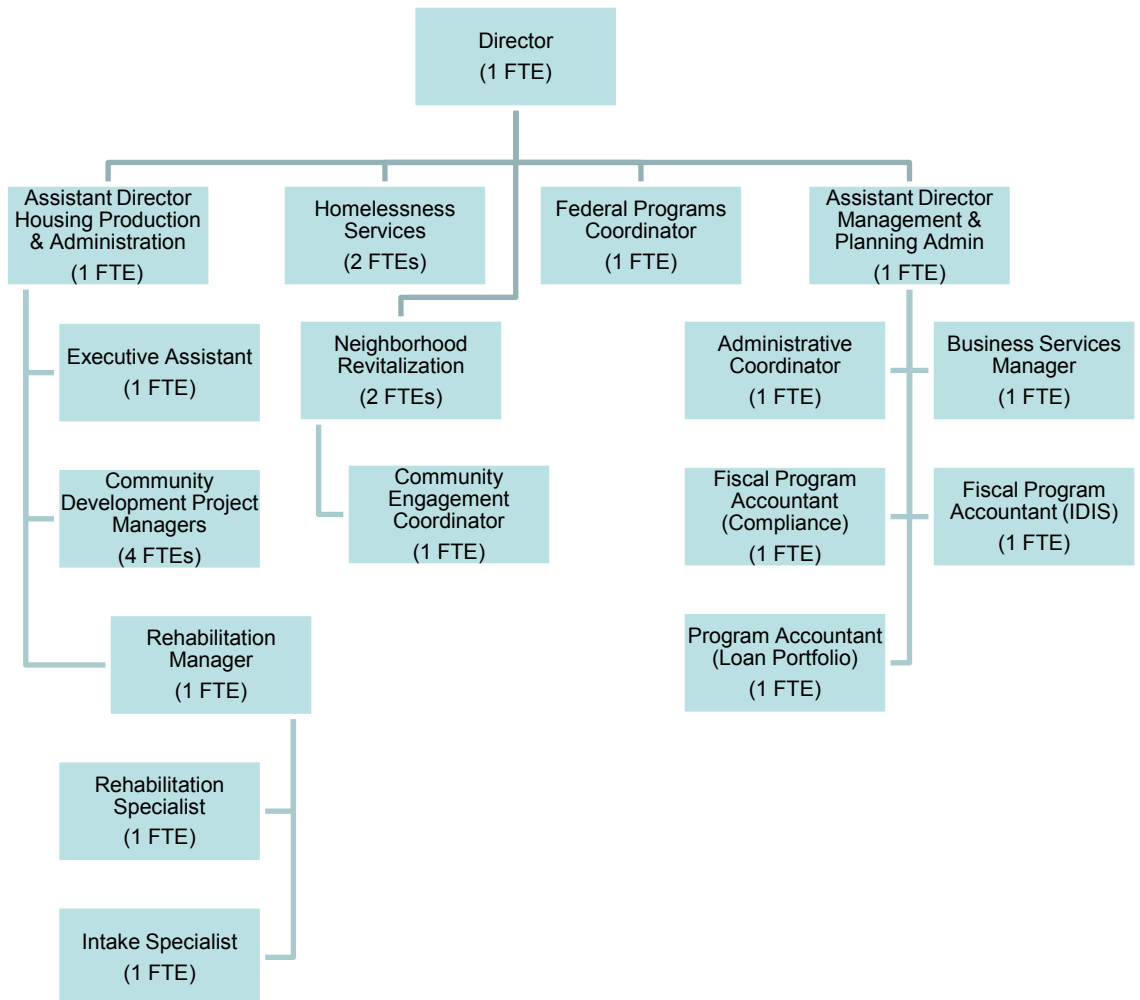 Director
(1 FTE)
Assistant Director
Housing Production
& Administration
(1 FTE)
Homelessness
Services
(2 FTEs)
Federal Programs
Coordinator
(1 FTE)
Assistant Director
Management &
Planning Admin
(1 FTE)
Executive Assistant
(1 FTE)
Neighborhood
Revitalization
(2 FTEs)
Administrative
Coordinator
(1 FTE)
Business Services
Manager
(1 FTE)
Community
Development Project
Managers
(4 FTEs)
Community
Engagement
Coordinator
(1 FTE)
Fiscal Program
Accountant
(Compliance)
(1 FTE)
Fiscal Program
Accountant (IDIS)
(1 FTE)
Rehabilitation
Manager
(1 FTE)
Program Accountant
(Loan Portfolio)
(1 FTE)
Rehabilitation
Specialist
(1 FTE)
Intake Specialist
(1 FTE)